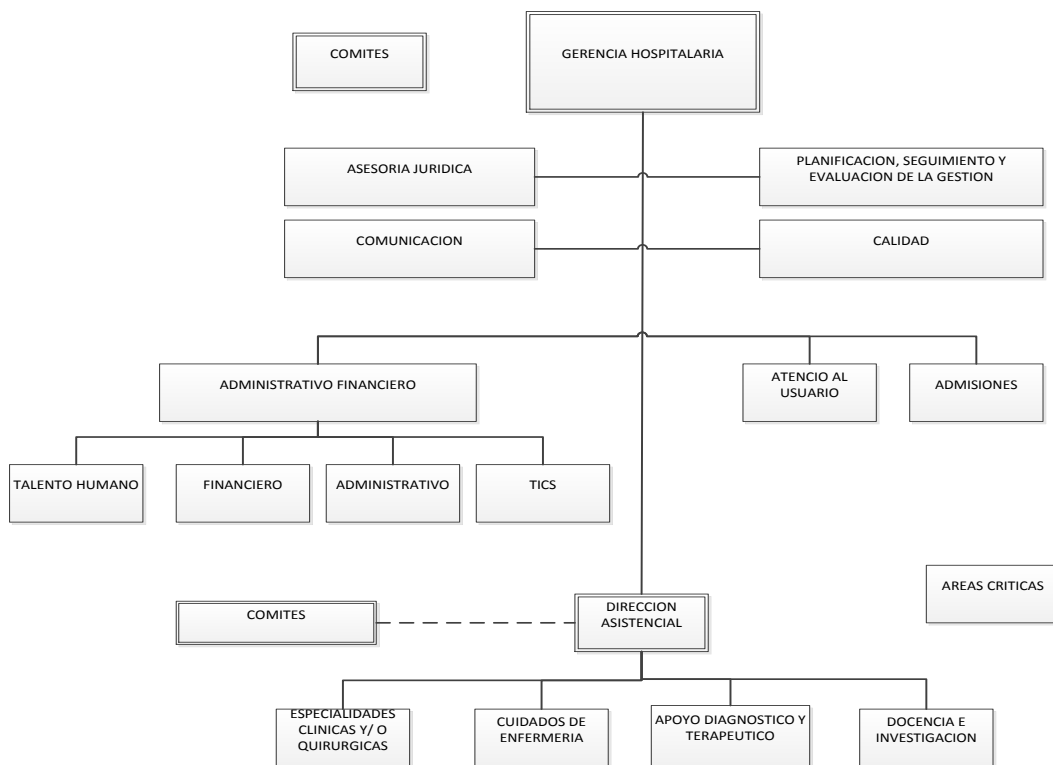 COMITES
GERENCIA HOSPITALARIA
ASESORIA JURIDICA
PLANIFICACION, SEGUIMIENTO Y
EVALUACION DE LA GESTION
COMUNICACION
CALIDAD
ADMINISTRATIVO FINANCIERO
ATENCIO AL
USUARIO
ADMISIONES
TALENTO HUMANO
FINANCIERO
ADMINISTRATIVO
TICS
AREAS CRITICAS
COMITES
DIRECCION
ASISTENCIAL
ESPECIALIDADES
CLINICAS Y/ O
QUIRURGICAS
CUIDADOS DE
ENFERMERIA
APOYO DIAGNOSTICO Y
TERAPEUTICO
DOCENCIA E
INVESTIGACION